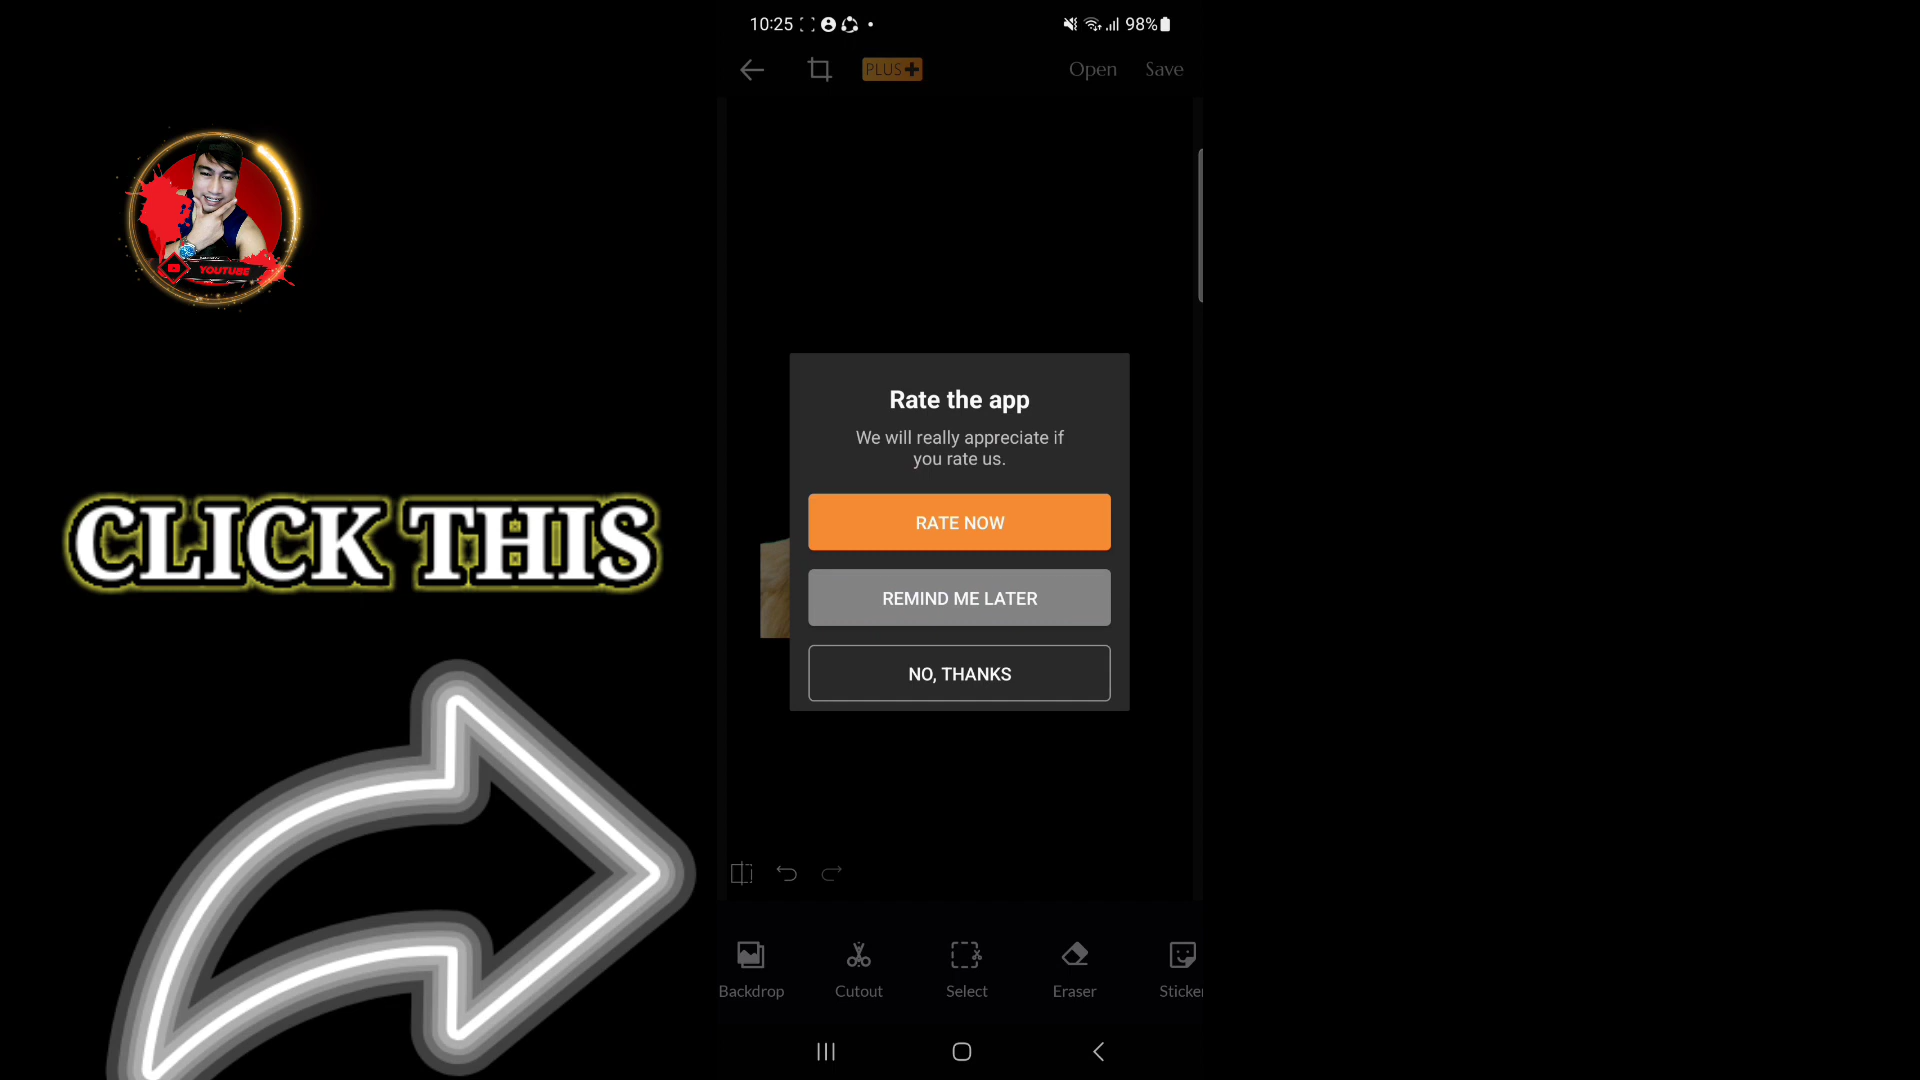 10:25
98%
PLUS+
Open
Save
YOUTUBE
Rate the app
We will really appreciate if
you rate us.
RATE NOW
CLICK THIS
REMIND ME LATER
NO, THANKS
Backdrop
Cutout
Select
Eraser
Sticke